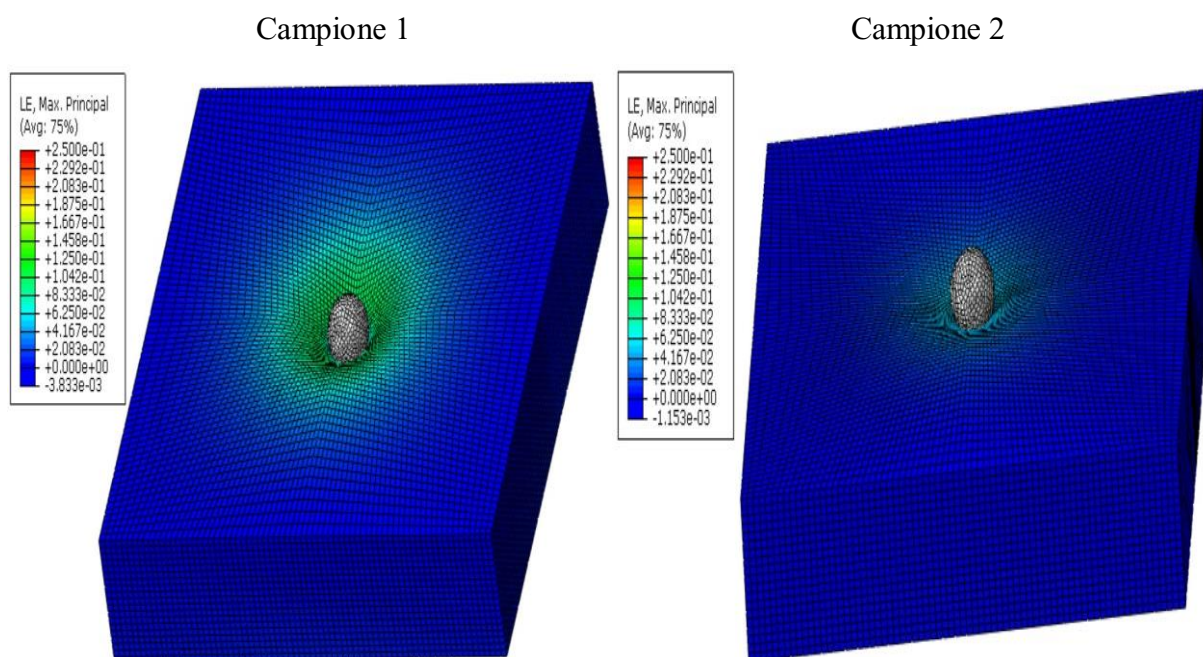 Campione 1
Campione 2
LE, Max. Principal
(Avg: 75%)
+2.500e-01
+2.292e-01
+2.083e-01
+1.875e-01
+1.667e-01
+1.458e-01
+1.250e-01
+1.042e-01
+8.333e-02
+6.250e-02
+4.167e-02
+2.083e-02
+0.000e+00
-3.833e-03
LE, Max. Principal
(Avg: 75%)
+2.500e-01
+2.292e-01
+2.083e-01
+1.875e-01
+1.667e-01
+1.458e-01
+1.250e-01
+1.042e-01
+8.333e-02
+6.250e-02
+4.167e-02
+2.083e-02
+0.000e+00
-1.153e-03